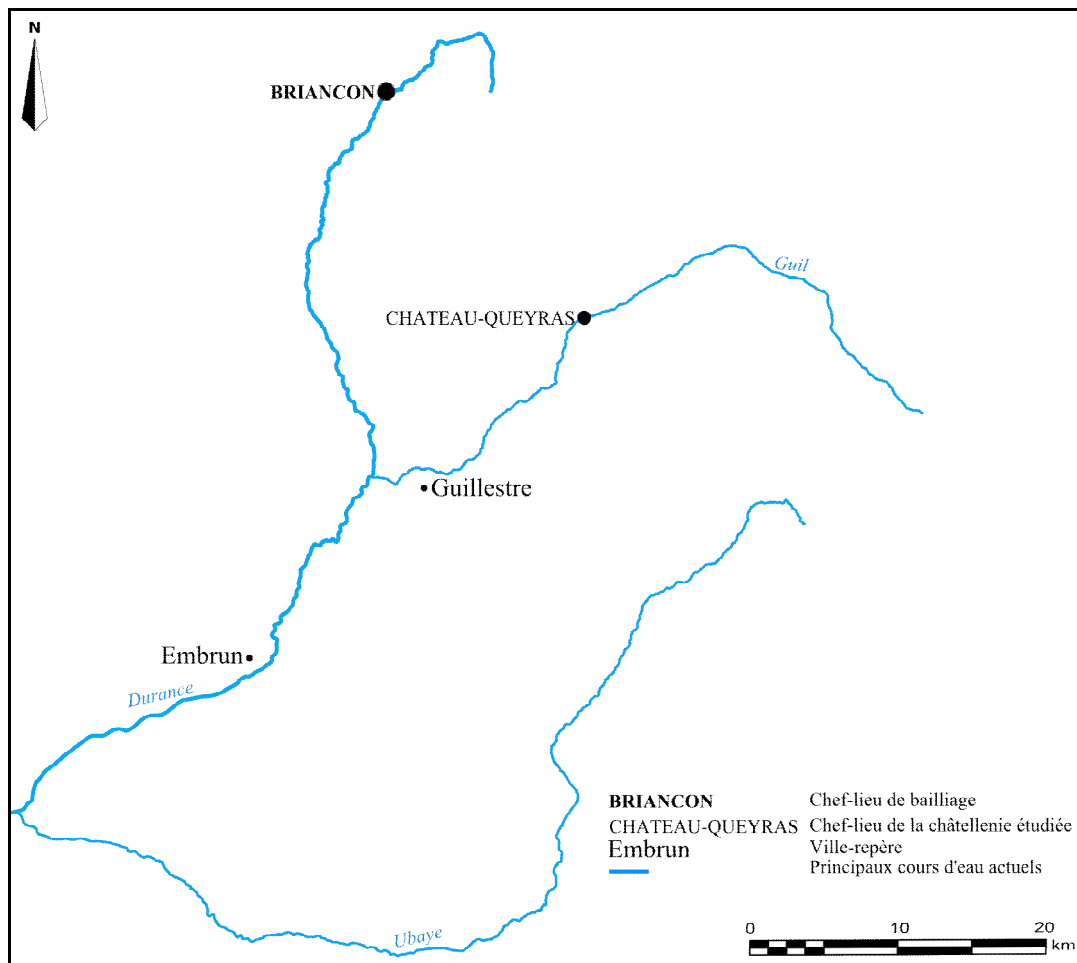 N
BRIANCON
Guil
CHATEAU-QUEYRAS
Guillestre
Embrun
Durance
BRIANCON Chef-lieu de bailliage
CHATEAU-QUEYRAS Chef-lieu de la châtellenie étudiée
Embrun Ville-repère
Principaux cours d'eau actuels
Ubaye
0 10 20
km